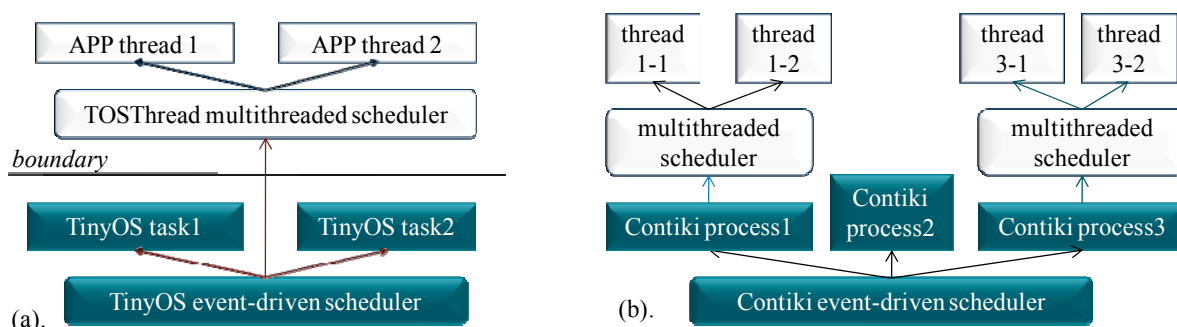 APP thread 1
APP thread 2
TOSThread multithreaded scheduler
boundary
TinyOS task1
TinyOS task2
TinyOS event-driven scheduler
(a).
thread
1-1
thread
1-2
thread
3-1
thread
3-2
multithreaded
scheduler
multithreaded
scheduler
Contiki process1
Contiki
process2
Contiki process3
Contiki event-driven scheduler
(b).